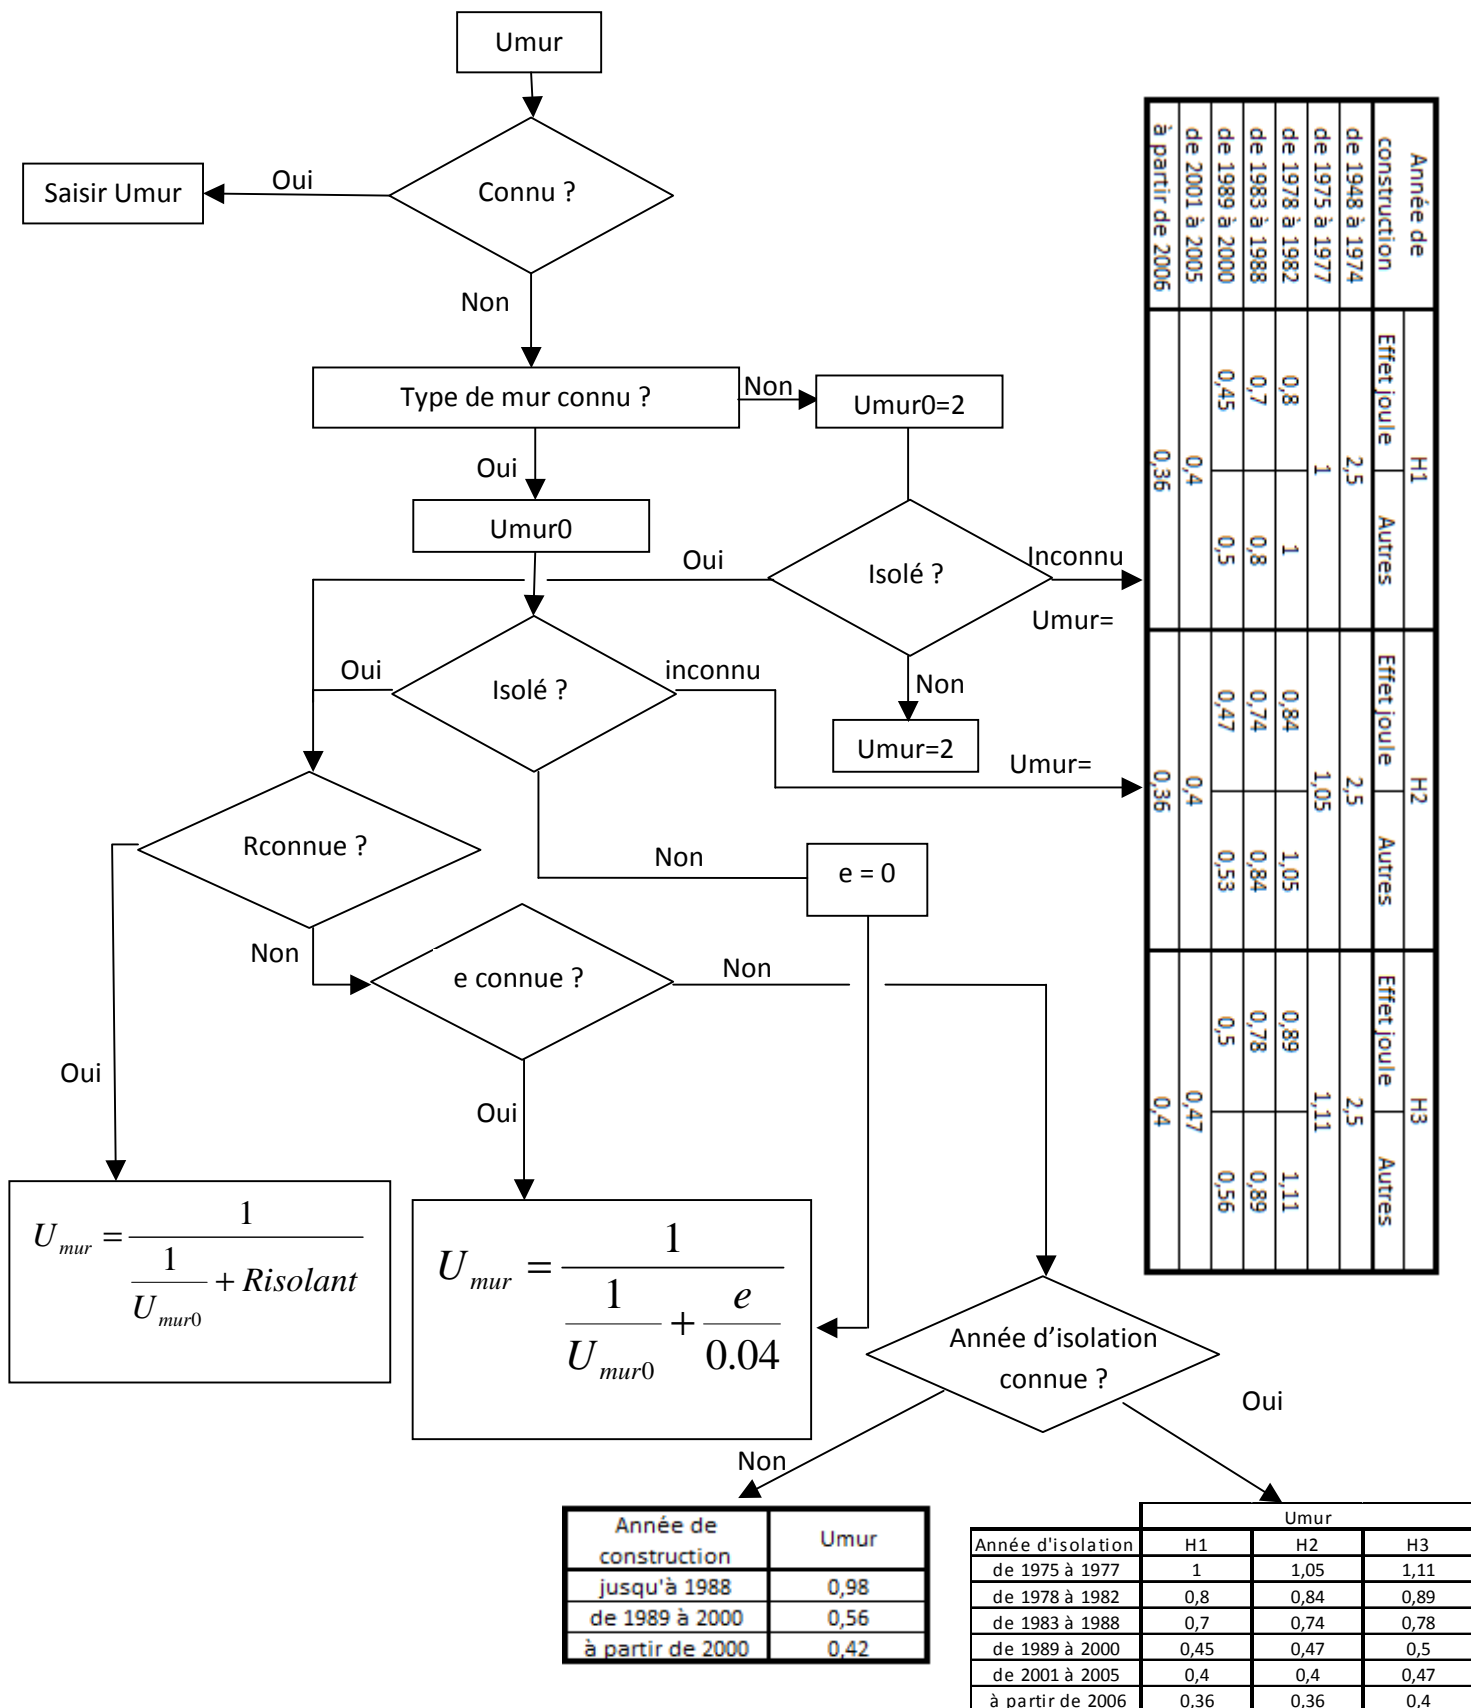 Umur
Connu ?
Oui
Saisir Umur
Non
Type de mur connu ?
Non
Umur0=2
Oui
Umur0
Isolé ?
Oui
Inconnu
Umur=
Non
Umur=2
Isolé ?
Oui
inconnu
Umur=
Non
e = 0
Rconnue ?
Non
Oui
e connue ?
Non
Oui
U mur = 1 / (1 / U mur0 + Risolant)
U mur = 1 / (1 / U mur0 + e / 0.04)
Année d’isolation
connue ?
Oui
Non
Année de construction H1 H2 H3
Effet joule Autres Effet joule Autres Effet joule Autres
de 1948 à 1974 2,5 2,5 2,5
de 1975 à 1977 1 1,05 1,11
de 1978 à 1982 0,8 1 0,84 1,05 0,89 1,11
de 1983 à 1988 0,7 0,8 0,74 0,84 0,78 0,89
de 1989 à 2000 0,45 0,5 0,47 0,53 0,5 0,56
de 2001 à 2005 0,4 0,4 0,47
à partir de 2006 0,36 0,36 0,4
Année de
construction Umur
jusqu'à 1988 0,98
de 1989 à 2000 0,56
à partir de 2000 0,42
Umur
Année d'isolation H1 H2 H3
de 1975 à 1977 1 1,05 1,11
de 1978 à 1982 0,8 0,84 0,89
de 1983 à 1988 0,7 0,74 0,78
de 1989 à 2000 0,45 0,47 0,5
de 2001 à 2005 0,4 0,4 0,47
à partir de 2006 0,36 0,36 0,4